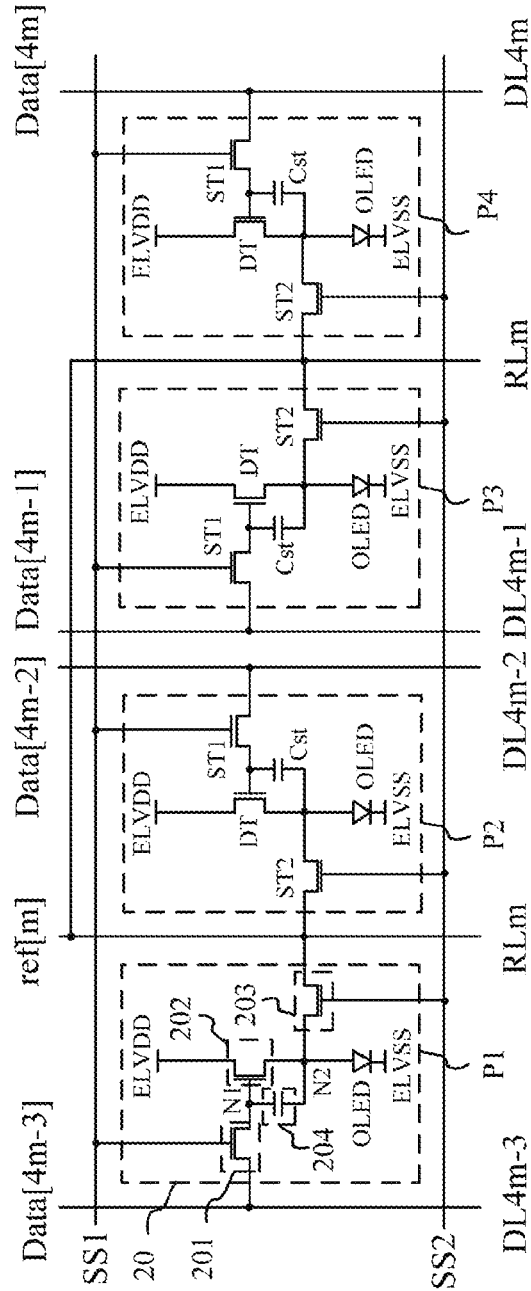 Data[4m-3] ref[m] Data[4m-2] Data[4m-1] Data[4m]
SS1
20
201
ELVDD 202 ELVDD ELVDD ELVDD
N1 203 DT ST1 ST1 DT DT ST1
204 N2 ST2 Cst Cst ST2 ST2 Cst
OLED OLED OLED OLED
ELVSS ELVSS ELVSS ELVSS
SS2
P1 P2 P3 P4
DL4m-3 RLm DL4m-2 DL4m-1 RLm DL4m